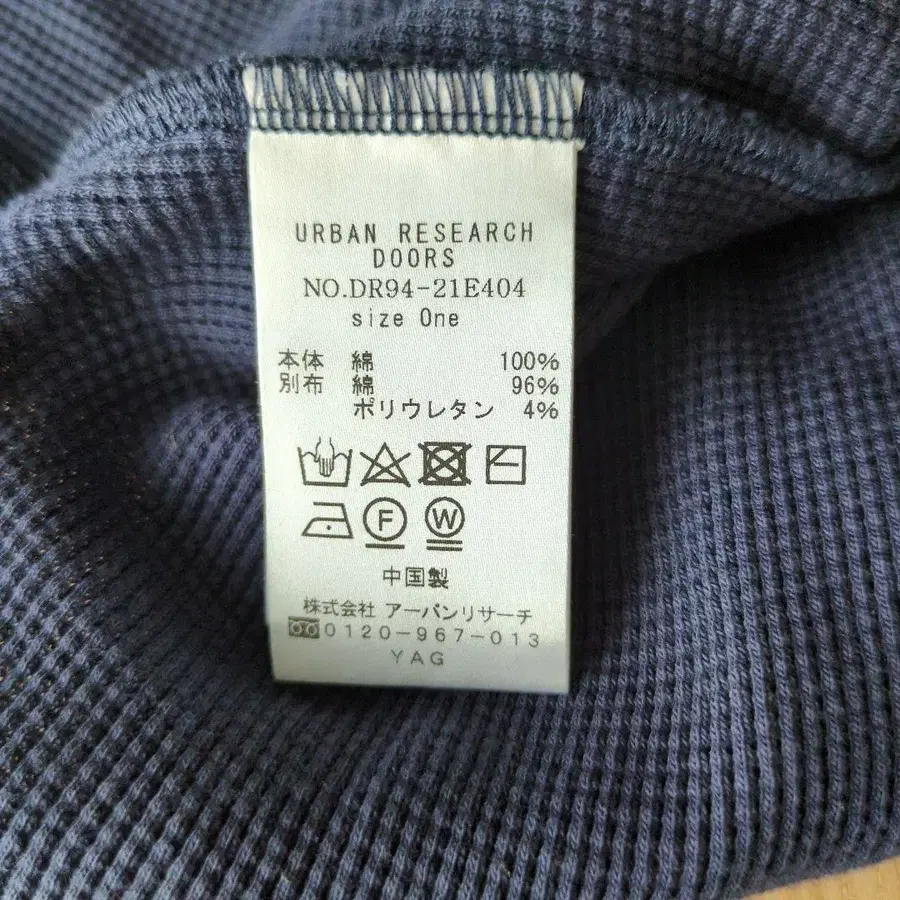 URBAN RESEARCH
DOORS
NO.DR94-21E404
size One
本体 綿 100%
別布 綿 96%
ポリウレタン 4%
F W
中国製
株式会社 アーバンリサーチ
0120-967-013
YAG